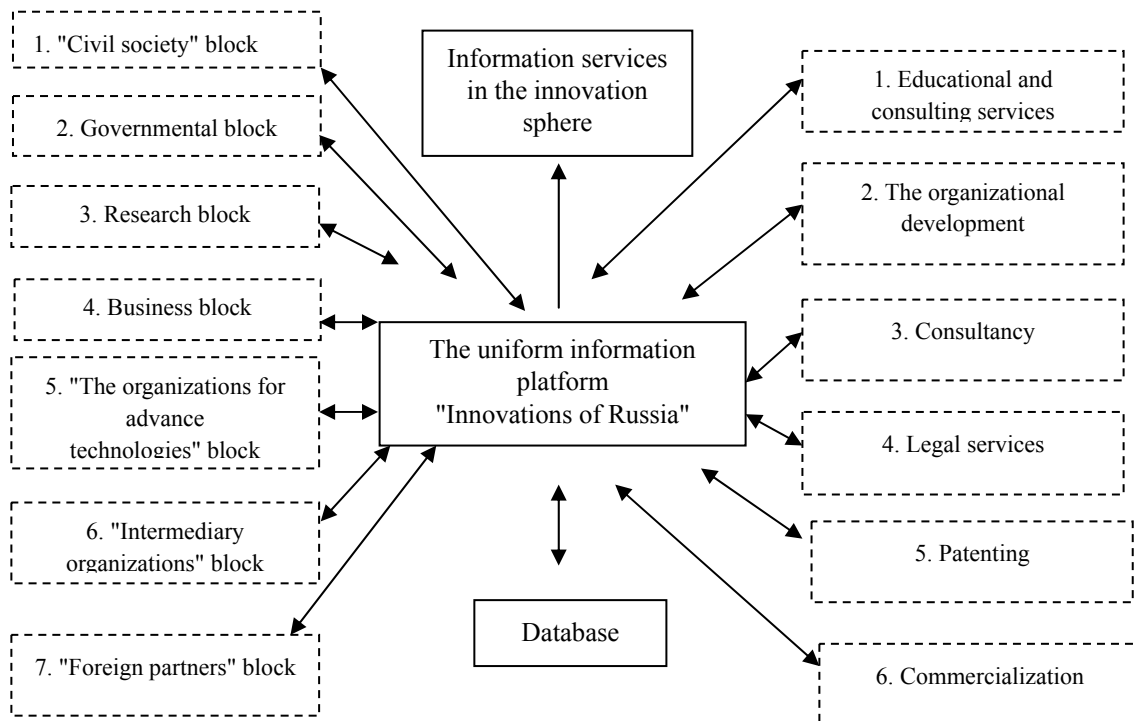 1. "Civil society" block
2. Governmental block
3. Research block
4. Business block
5. "The organizations for
advance
technologies" block
6. "Intermediary
organizations" block
7. "Foreign partners" block
Information services
in the innovation
sphere
The uniform information
platform
"Innovations of Russia"
Database
1. Educational and
consulting services
2. The organizational
development
3. Consultancy
4. Legal services
5. Patenting
6. Commercialization